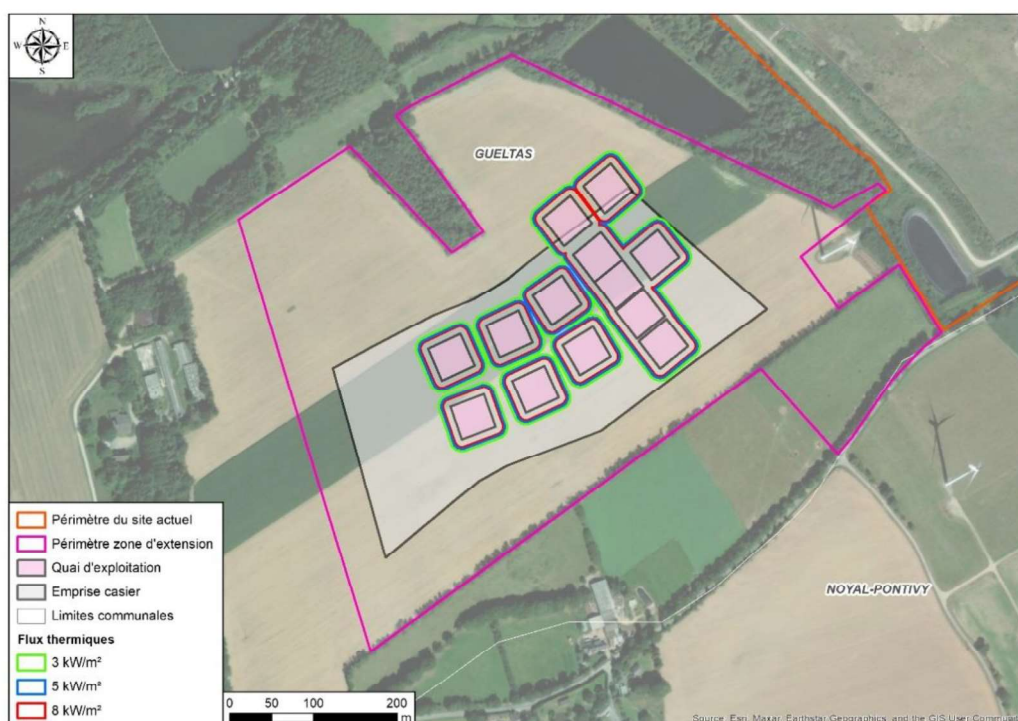 N
W E
S
GUELTAS
NOYAL-PONTIVY
Périmètre du site actuel
Périmètre zone d'extension
Quai d'exploitation
Emprise casier
Limites communales
Flux thermiques
3 kW/m²
5 kW/m²
8 kW/m²
0 50 100 200
m
Source: Esri, Maxar, Earthstar Geographics, and the GIS User Community